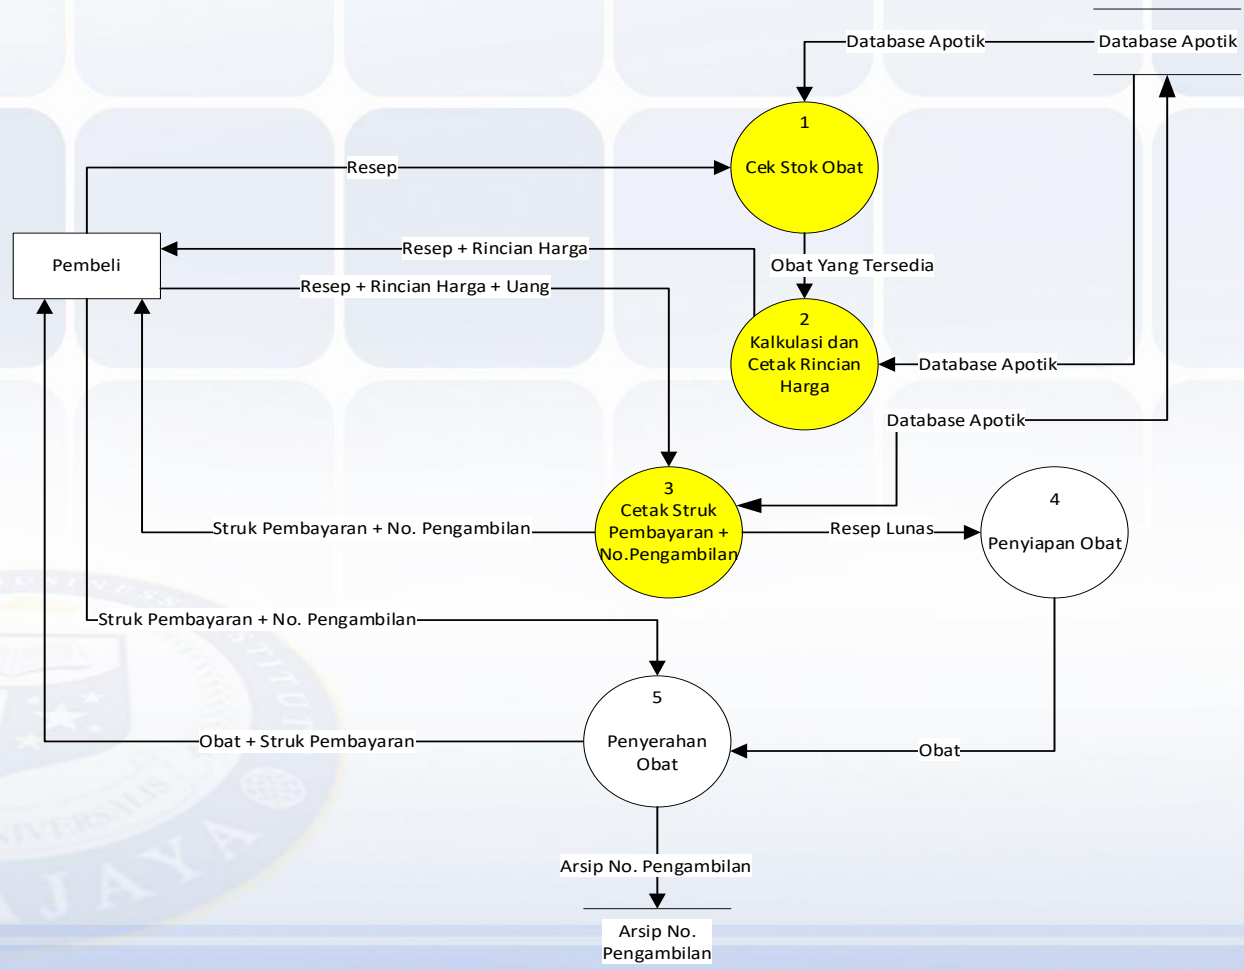 Database Apotik
Database Apotik
1
Cek Stok Obat
Resep
Resep + Rincian Harga
Pembeli
Obat Yang Tersedia
Resep + Rincian Harga + Uang
2
Kalkulasi dan
Cetak Rincian
Harga
Database Apotik
Database Apotik
3
Cetak Struk
Pembayaran +
No.Pengambilan
4
Penyiapan Obat
Struk Pembayaran + No. Pengambilan
Resep Lunas
Struk Pembayaran + No. Pengambilan
5
Penyerahan
Obat
Obat + Struk Pembayaran
Obat
Arsip No. Pengambilan
Arsip No.
Pengambilan